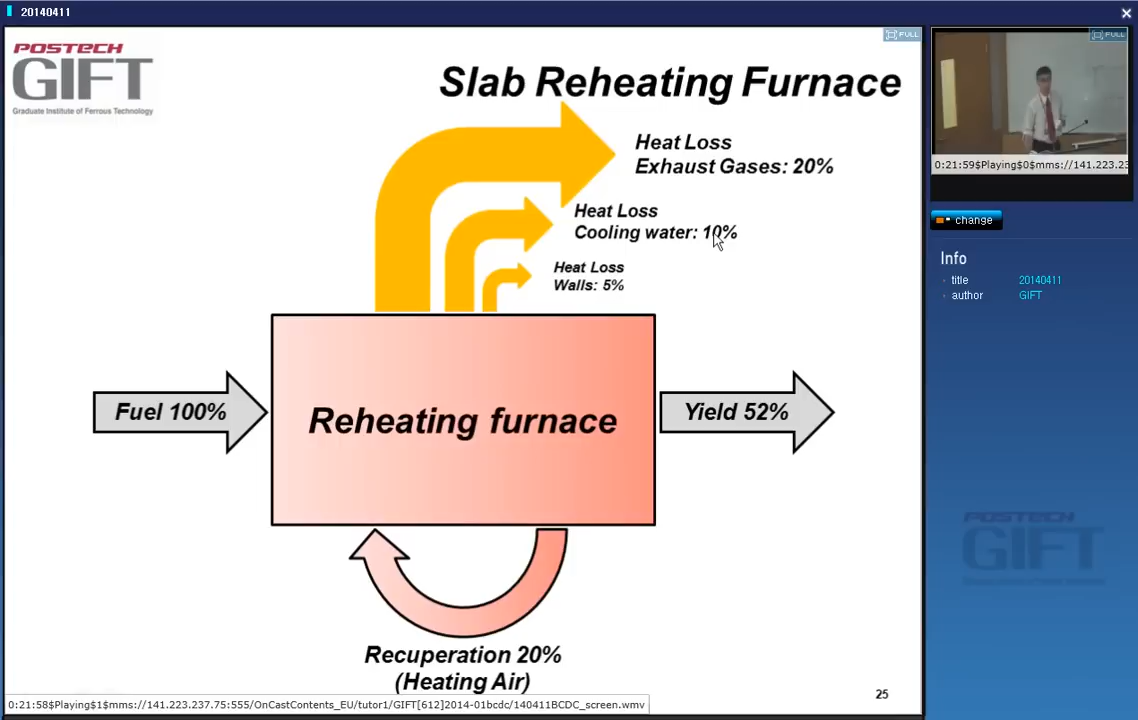 20140411
POSTECH
GIFT
Graduate Institute of Ferrous Technology
FULL
Slab Reheating Furnace
Heat Loss
Exhaust Gases: 20%
Heat Loss
Cooling water: 10%
Heat Loss
Walls: 5%
Fuel 100%
Reheating furnace
Yield 52%
Recuperation 20%
(Heating Air)
25
0:21:58$Playing$1$mms://141.223.237.75:555/OnCastContents_EU/tutor1/GIFT[612]2014-01bcdc/140411BCDC_screen.wmv
FULL
0:21:59$Playing$0$mms://141.223.23
change
Info
title 20140411
author GIFT
POSTECH
GIFT